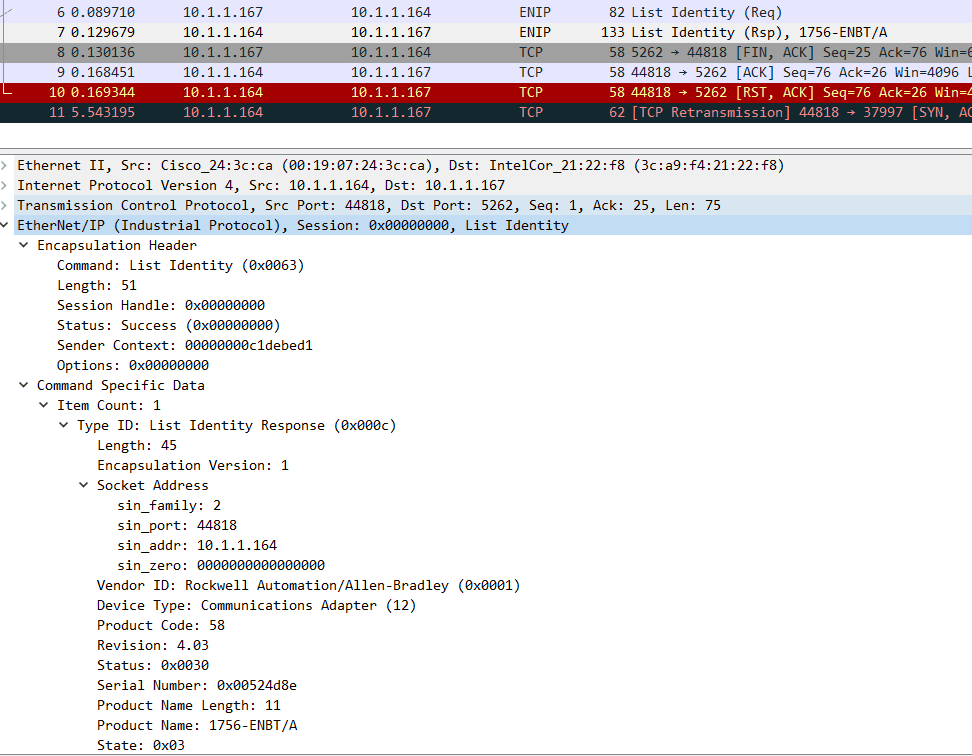 6 0.089710 10.1.1.167 10.1.1.164 ENIP 82 List Identity (Req)
7 0.129679 10.1.1.164 10.1.1.167 ENIP 133 List Identity (Rsp), 1756-ENBT/A
8 0.130136 10.1.1.167 10.1.1.164 TCP 58 5262 → 44818 [FIN, ACK] Seq=25 Ack=76 Win=6
9 0.168451 10.1.1.164 10.1.1.167 TCP 58 44818 → 5262 [ACK] Seq=76 Ack=26 Win=4096 L
10 0.169344 10.1.1.164 10.1.1.167 TCP 58 44818 → 5262 [RST, ACK] Seq=76 Ack=26 Win=4
11 5.543195 10.1.1.164 10.1.1.167 TCP 62 [TCP Retransmission] 44818 → 37997 [SYN, AC
Ethernet II, Src: Cisco_24:3c:ca (00:19:07:24:3c:ca), Dst: IntelCor_21:22:f8 (3c:a9:f4:21:22:f8)
Internet Protocol Version 4, Src: 10.1.1.164, Dst: 10.1.1.167
Transmission Control Protocol, Src Port: 44818, Dst Port: 5262, Seq: 1, Ack: 25, Len: 75
EtherNet/IP (Industrial Protocol), Session: 0x00000000, List Identity
Encapsulation Header
Command: List Identity (0x0063)
Length: 51
Session Handle: 0x00000000
Status: Success (0x00000000)
Sender Context: 00000000c1debed1
Options: 0x00000000
Command Specific Data
Item Count: 1
Type ID: List Identity Response (0x000c)
Length: 45
Encapsulation Version: 1
Socket Address
sin_family: 2
sin_port: 44818
sin_addr: 10.1.1.164
sin_zero: 0000000000000000
Vendor ID: Rockwell Automation/Allen-Bradley (0x0001)
Device Type: Communications Adapter (12)
Product Code: 58
Revision: 4.03
Status: 0x0030
Serial Number: 0x00524d8e
Product Name Length: 11
Product Name: 1756-ENBT/A
State: 0x03